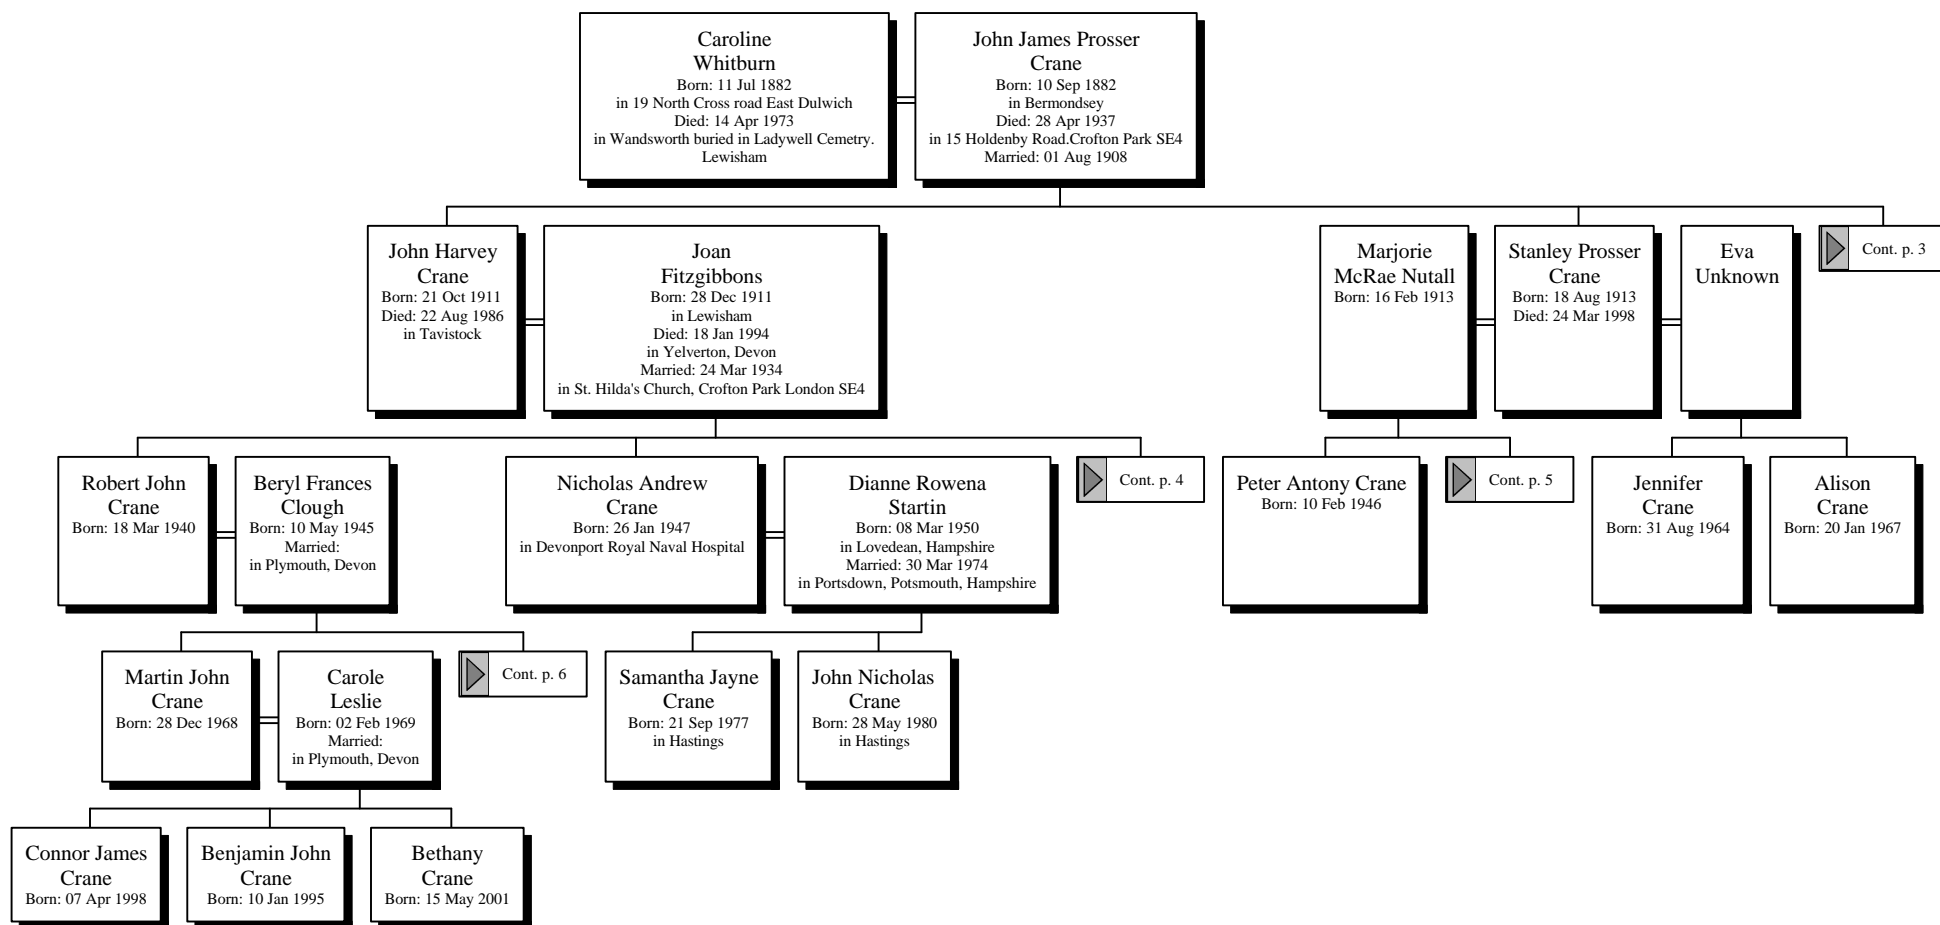 Caroline
Whitburn
Born: 11 Jul 1882
in 19 North Cross road East Dulwich
Died: 14 Apr 1973
in Wandsworth buried in Ladywell Cemetry.
Lewisham
John James Prosser
Crane
Born: 10 Sep 1882
in Bermondsey
Died: 28 Apr 1937
in 15 Holdenby Road.Crofton Park SE4
Married: 01 Aug 1908
John Harvey
Crane
Born: 21 Oct 1911
Died: 22 Aug 1986
in Tavistock
Joan
Fitzgibbons
Born: 28 Dec 1911
in Lewisham
Died: 18 Jan 1994
in Yelverton, Devon
Married: 24 Mar 1934
in St. Hilda's Church, Crofton Park London SE4
Marjorie
McRae Nutall
Born: 16 Feb 1913
Stanley Prosser
Crane
Born: 18 Aug 1913
Died: 24 Mar 1998
Eva
Unknown
Cont. p. 3
Robert John
Crane
Born: 18 Mar 1940
Beryl Frances
Clough
Born: 10 May 1945
Married:
in Plymouth, Devon
Nicholas Andrew
Crane
Born: 26 Jan 1947
in Devonport Royal Naval Hospital
Dianne Rowena
Startin
Born: 08 Mar 1950
in Lovedean, Hampshire
Married: 30 Mar 1974
in Portsdown, Potsmouth, Hampshire
Cont. p. 4
Peter Antony Crane
Born: 10 Feb 1946
Cont. p. 5
Jennifer
Crane
Born: 31 Aug 1964
Alison
Crane
Born: 20 Jan 1967
Martin John
Crane
Born: 28 Dec 1968
Carole
Leslie
Born: 02 Feb 1969
Married:
in Plymouth, Devon
Cont. p. 6
Samantha Jayne
Crane
Born: 21 Sep 1977
in Hastings
John Nicholas
Crane
Born: 28 May 1980
in Hastings
Connor James
Crane
Born: 07 Apr 1998
Benjamin John
Crane
Born: 10 Jan 1995
Bethany
Crane
Born: 15 May 2001